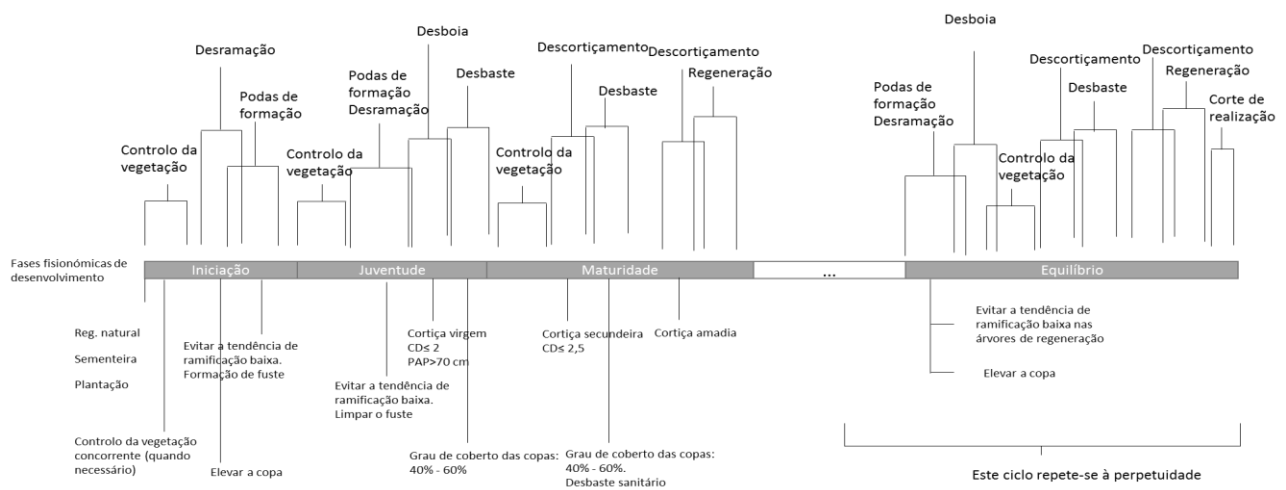 Desramação
Podas de
formação
Controlo da
vegetação
Desboia
Podas de
formação
Desramação
Desbaste
Controlo da
vegetação
Descortiçamento
Desbaste
Controlo da
vegetação
Descortiçamento
Regeneração
Desboia
Podas de
formação
Desramação
Controlo da
vegetação
Descortiçamento
Desbaste
Descortiçamento
Regeneração
Corte de
realização
Fases fisionómicas de
desenvolvimento
Iniciação
Juventude
Maturidade
...
Equilíbrio
Reg. natural
Sementeira
Plantação
Evitar a tendência de
ramificação baixa.
Formação de fuste
Controlo da vegetação
concorrente (quando
necessário)
Elevar a copa
Cortiça virgem
CD≤ 2
PAP>70 cm
Evitar a tendência de
ramificação baixa.
Limpar o fuste
Grau de coberto das copas:
40% - 60%
Cortiça secundeira
CD≤ 2,5
Cortiça amadia
Grau de coberto das copas:
40% - 60%.
Desbaste sanitário
Evitar a tendência de
ramificação baixa nas
árvores de regeneração
Elevar a copa
Este ciclo repete-se à perpetuidade